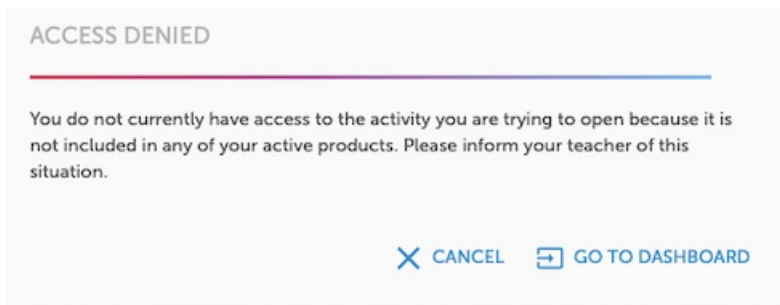 ACCESS DENIED
You do not currently have access to the activity you are trying to open because it is
not included in any of your active products. Please inform your teacher of this
situation.
CANCEL GO TO DASHBOARD